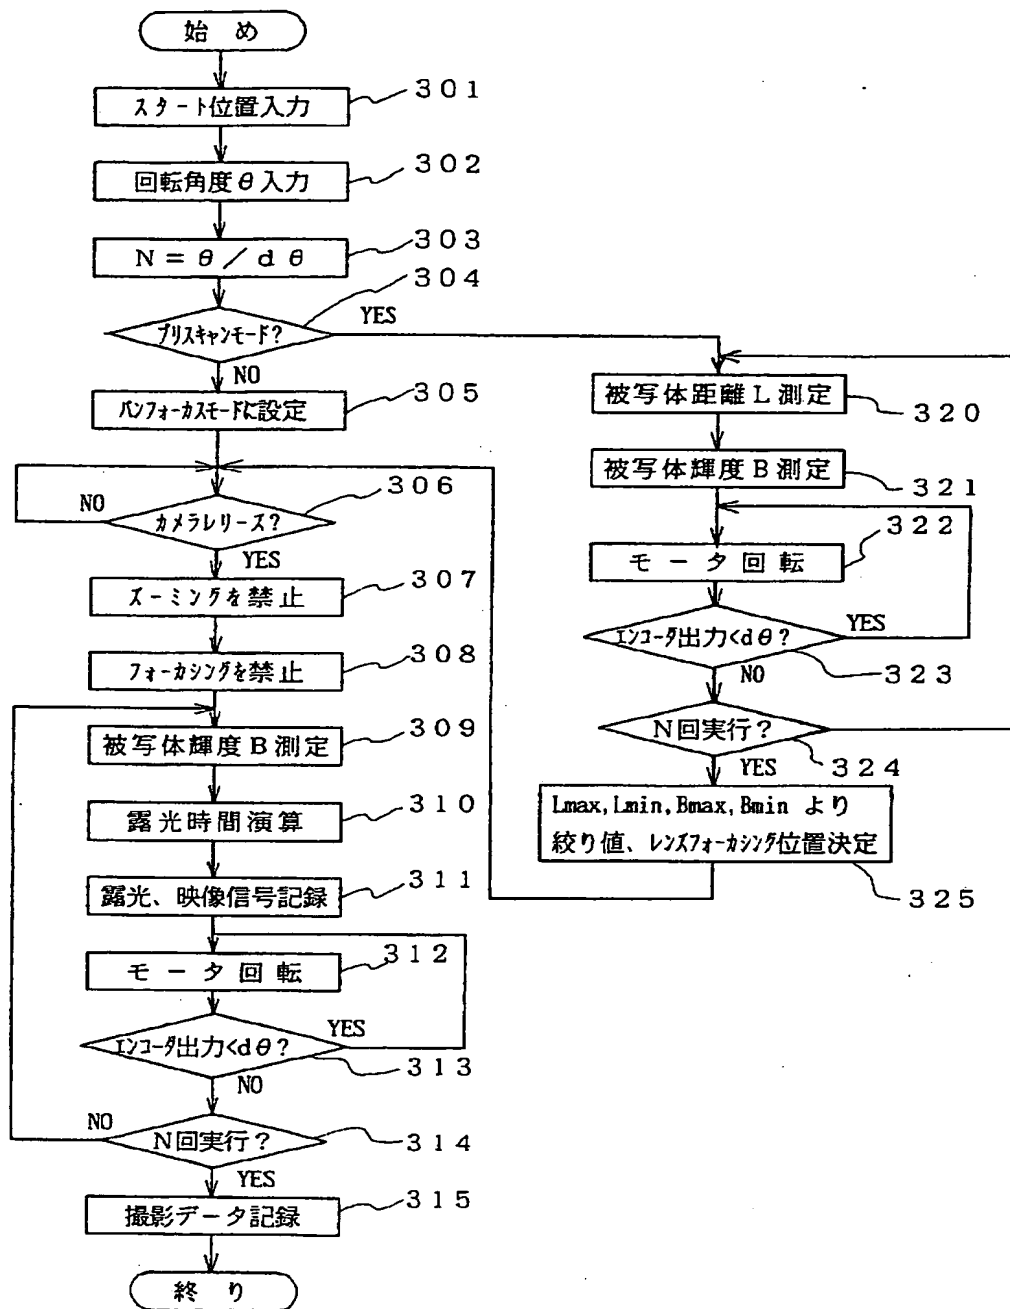 始め
スタート位置入力
301
回転角度θ入力
302
N=θ/dθ
303
プリスキャンモード?
304
YES
NO
パンフォーカスモードに設定
305
カメラレリーズ?
306
NO
YES
ズーミングを禁止
307
フォーカシングを禁止
308
被写体輝度B測定
309
露光時間演算
310
露光、映像信号記録
311
モータ回転
312
エンコーダ出力<dθ?
313
YES
NO
N回実行?
314
NO
YES
撮影データ記録
315
終り
被写体距離L測定
320
被写体輝度B測定
321
モータ回転
322
エンコーダ出力<dθ?
323
YES
NO
N回実行?
324
YES
Lmax,Lmin,Bmax,Bmin より
絞り値、レンズフォーカシング位置決定
325